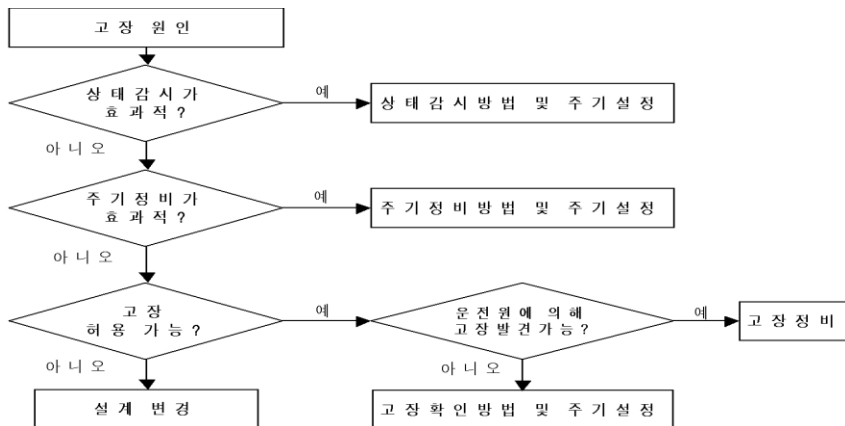 고장 원인
상태감시가
효과적?
예
상태감시방법 및 주기설정
아니오
주기정비가
효과적?
예
주기정비방법 및 주기설정
아니오
고장
허용 가능?
예
운전원에 의해
고장발견가능?
예
고장정비
아니오
아니오
설계 변경
고장확인방법 및 주기설정